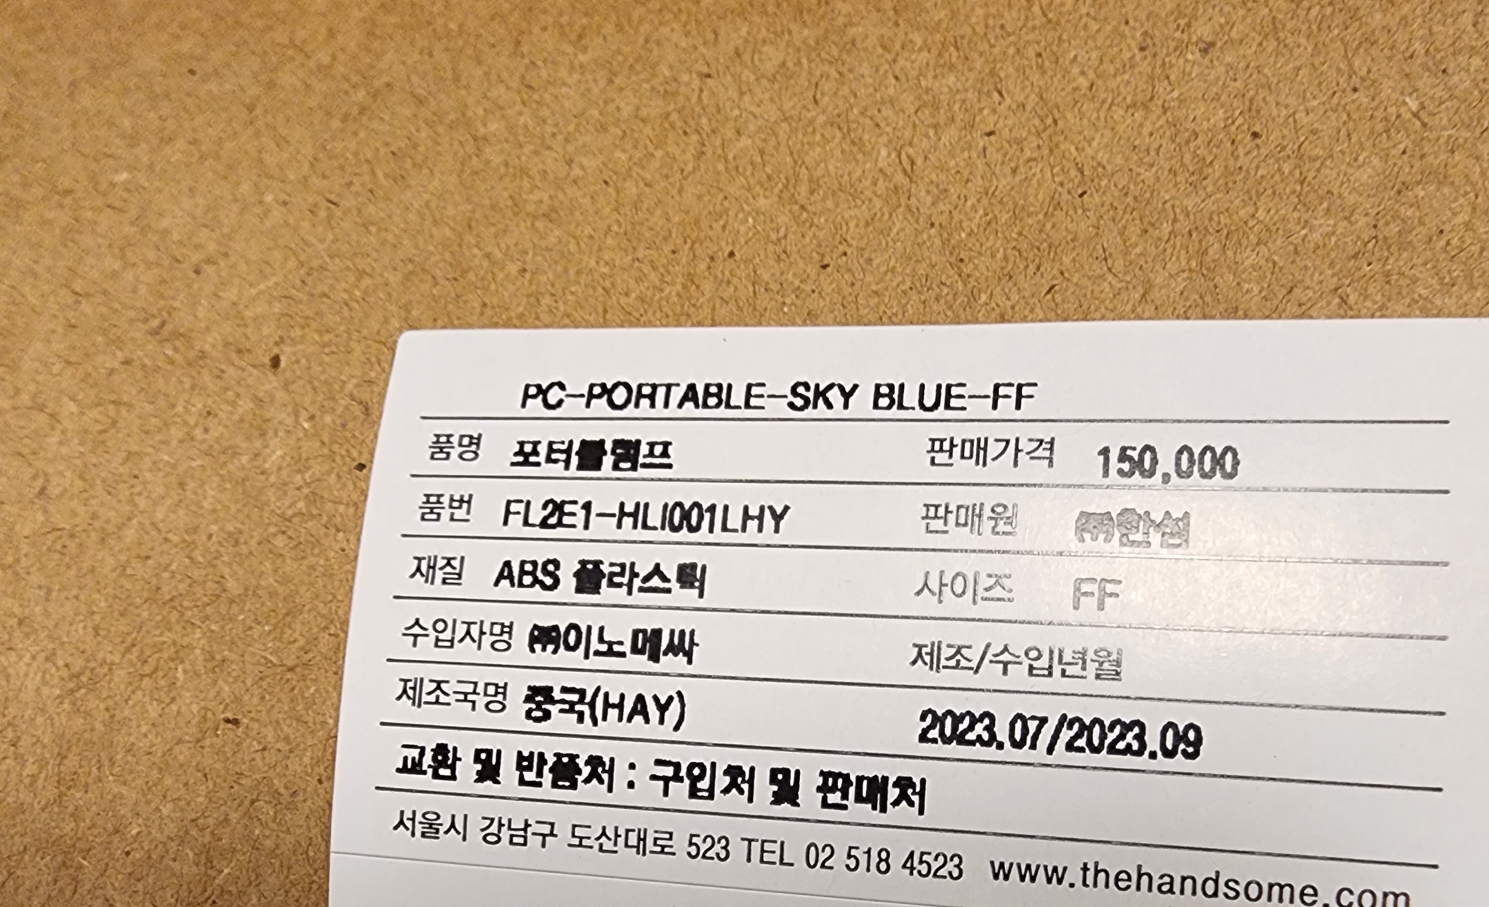 PC-PORTABLE-SKY BLUE-FF
품명 포터블램프 판매가격 150,000
품번 FL2E1-HLI001LHY 판매원 ㈜한섬
재질 ABS 플라스틱 사이즈 FF
수입자명 ㈜이노메싸 제조/수입년월
제조국명 중국(HAY) 2023.07/2023.09
교환 및 반품처 : 구입처 및 판매처
서울시 강남구 도산대로 523 TEL 02 518 4523 www.thehandsome.com